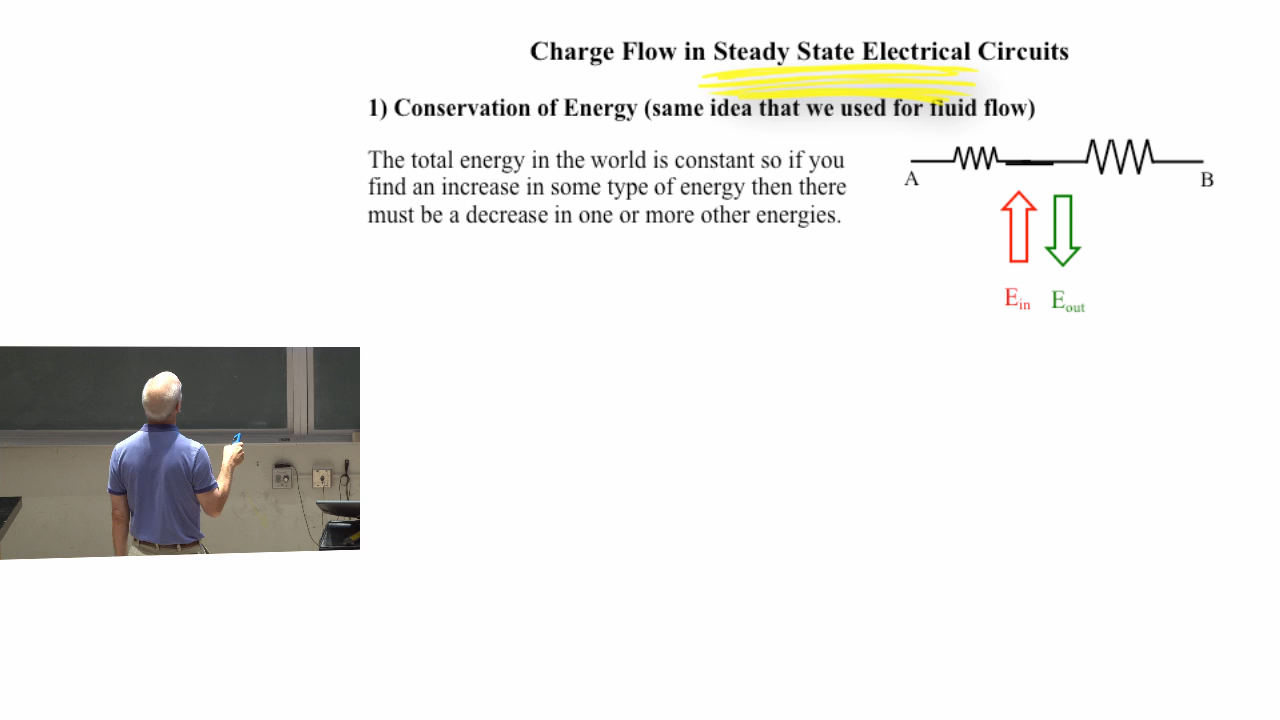 Charge Flow in Steady State Electrical Circuits
1) Conservation of Energy (same idea that we used for fluid flow)
The total energy in the world is constant so if you
find an increase in some type of energy then there
must be a decrease in one or more other energies.
A
B
Ein
Eout